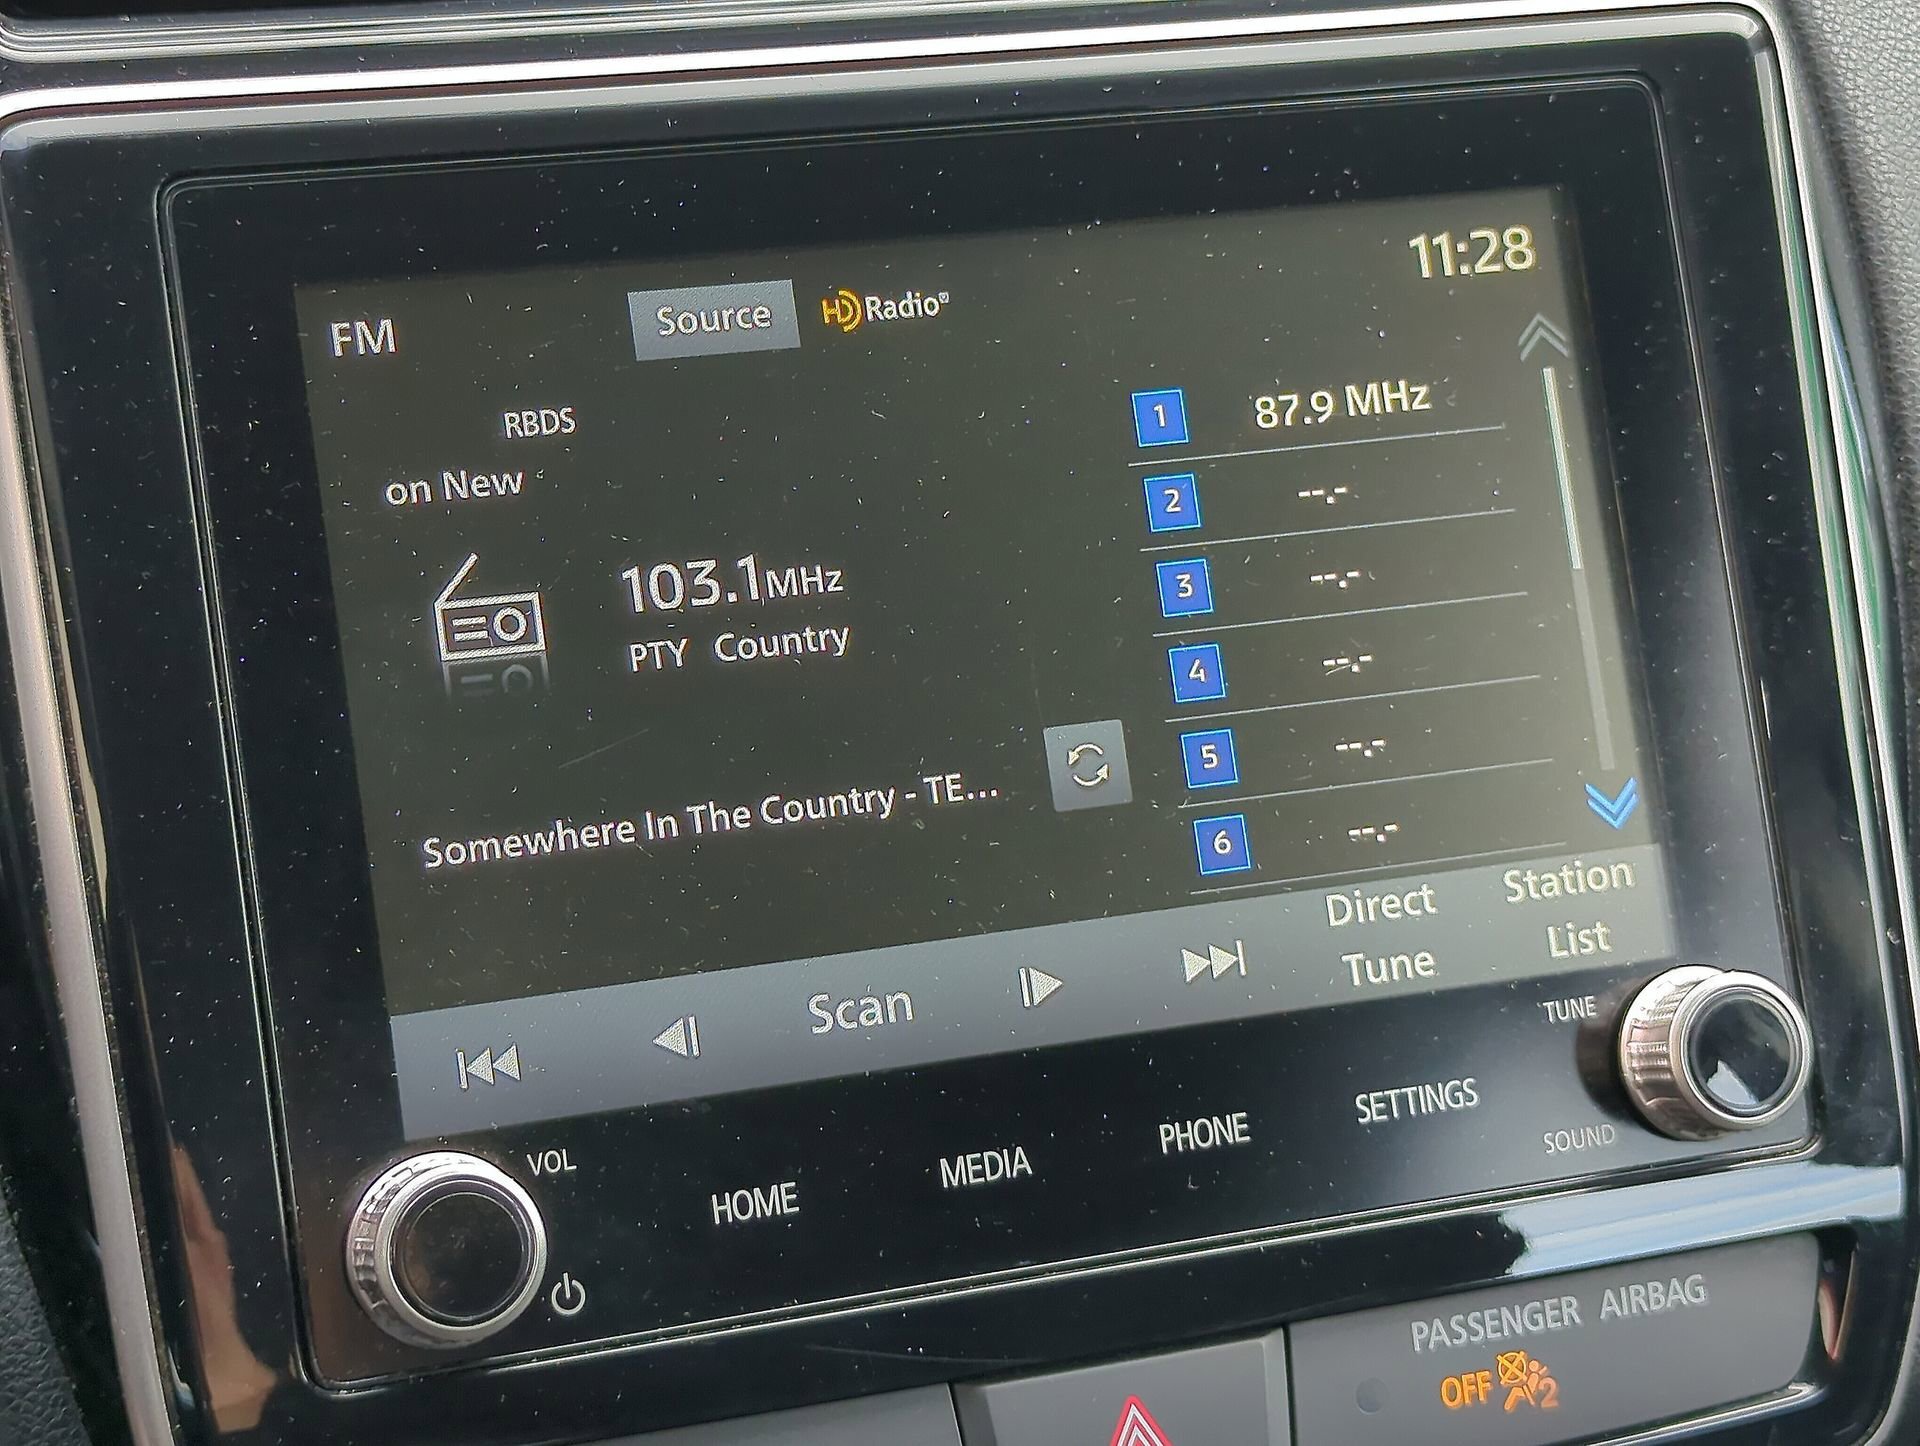 11:28
FM Source HD Radio
RBDS
on New
103.1MHz
PTY Country
Somewhere In The Country - TE...
1 87.9 MHz
2 --.-
3 --.-
4 --.-
5 --.-
6 --.-
Scan
Direct Tune
Station List
VOL
HOME
MEDIA
PHONE
SETTINGS
TUNE
SOUND
PASSENGER AIRBAG
OFF 2